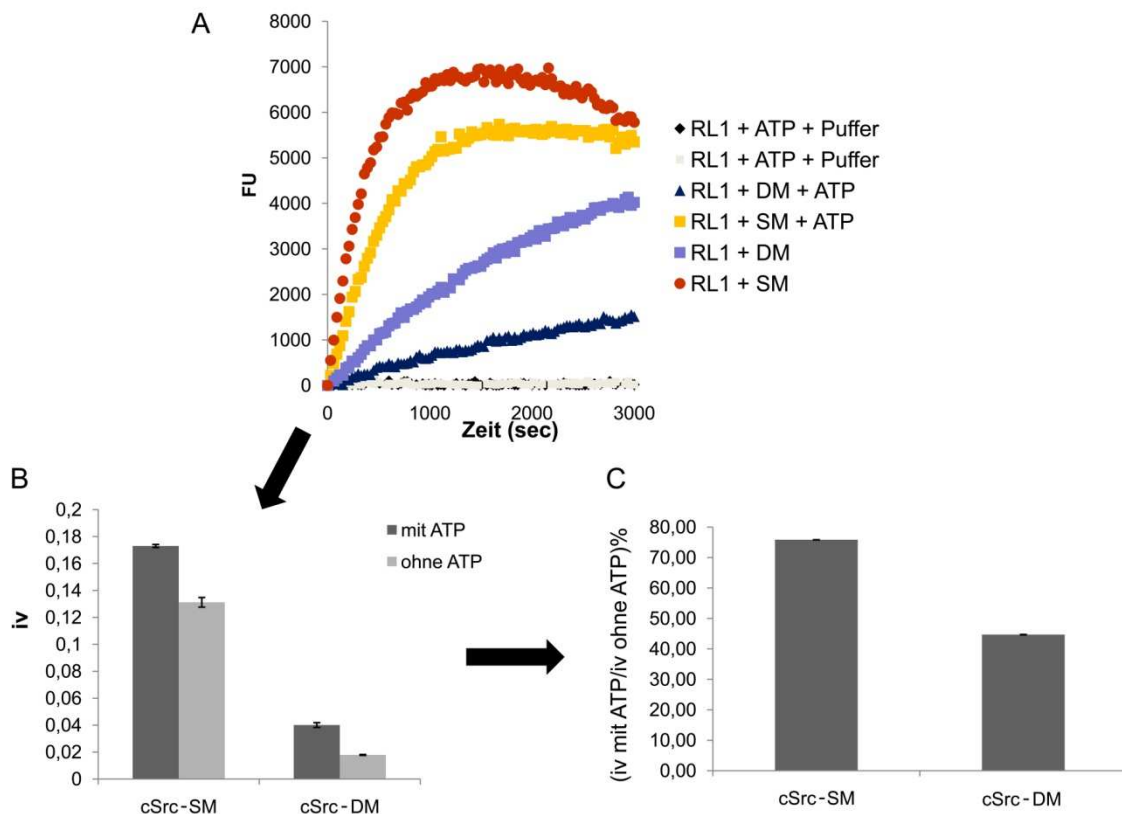 A
8000
7000
6000
5000
4000
3000
2000
1000
0
FU
0 1000 2000 3000
Zeit (sec)
RL1 + ATP + Puffer
RL1 + ATP + Puffer
RL1 + DM + ATP
RL1 + SM + ATP
RL1 + DM
RL1 + SM
B
0,2
0,18
0,16
0,14
0,12
0,1
0,08
0,06
0,04
0,02
0
iv
cSrc-SM cSrc-DM
mit ATP
ohne ATP
C
(iv mit ATP/iv ohne ATP)%
80,00
70,00
60,00
50,00
40,00
30,00
20,00
10,00
0,00
cSrc-SM cSrc-DM